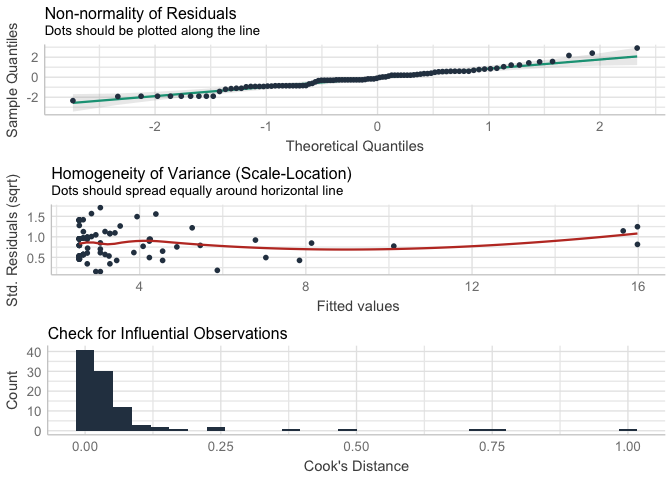 Non-normality of Residuals
Dots should be plotted along the line
Sample Quantiles
2
0
-2
-2
-1
0
1
2
Theoretical Quantiles
Homogeneity of Variance (Scale-Location)
Dots should spread equally around horizontal line
Std. Residuals (sqrt)
1.5
1.0
0.5
4
8
12
16
Fitted values
Check for Influential Observations
Count
40
30
20
10
0
0.00
0.25
0.50
0.75
1.00
Cook's Distance